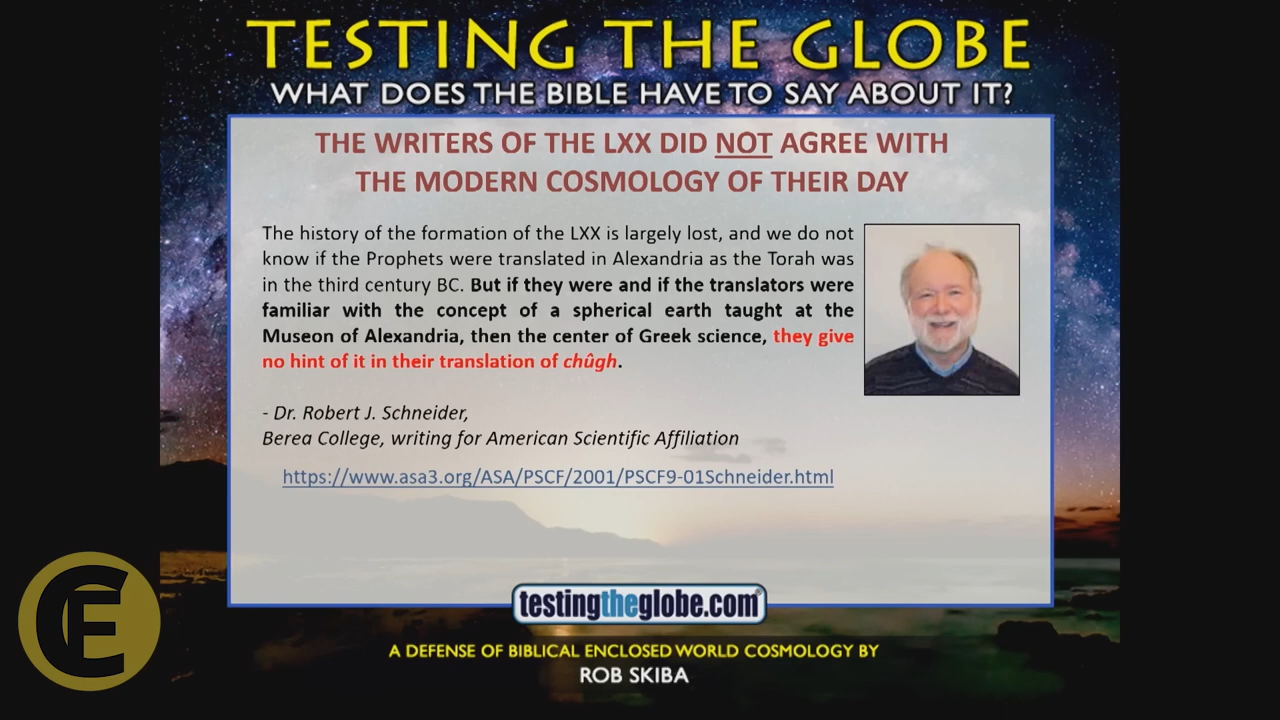 TESTING THE GLOBE
WHAT DOES THE BIBLE HAVE TO SAY ABOUT IT?
THE WRITERS OF THE LXX DID NOT AGREE WITH
THE MODERN COSMOLOGY OF THEIR DAY
The history of the formation of the LXX is largely lost, and we do not
know if the Prophets were translated in Alexandria as the Torah was
in the third century BC. But if they were and if the translators were
familiar with the concept of a spherical earth taught at the
Museon of Alexandria, then the center of Greek science, they give
no hint of it in their translation of chûgh.
- Dr. Robert J. Schneider,
Berea College, writing for American Scientific Affiliation
https://www.asa3.org/ASA/PSCF/2001/PSCF9-01Schneider.html
testingtheglobe.com
A DEFENSE OF BIBLICAL ENCLOSED WORLD COSMOLOGY BY
ROB SKIBA